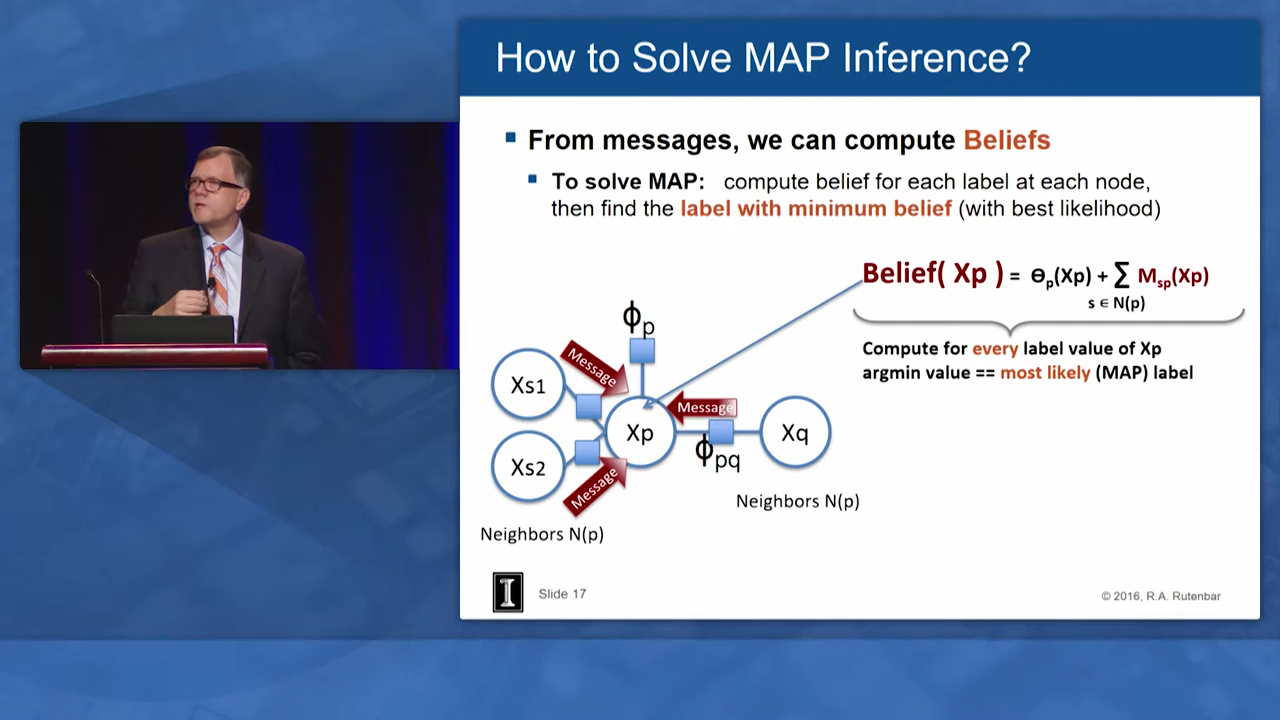 How to Solve MAP Inference?
From messages, we can compute Beliefs
To solve MAP: compute belief for each label at each node,
then find the label with minimum belief (with best likelihood)
Belief( Xp ) = ϴp(Xp) + ∑ Msp(Xp)
s ∈ N(p)
Compute for every label value of Xp
argmin value == most likely (MAP) label
ϕp
Message
Xs1
Message
Xp
Xq
ϕpq
Xs2
Message
Neighbors N(p)
Neighbors N(p)
I
Slide 17
© 2016, R.A. Rutenbar